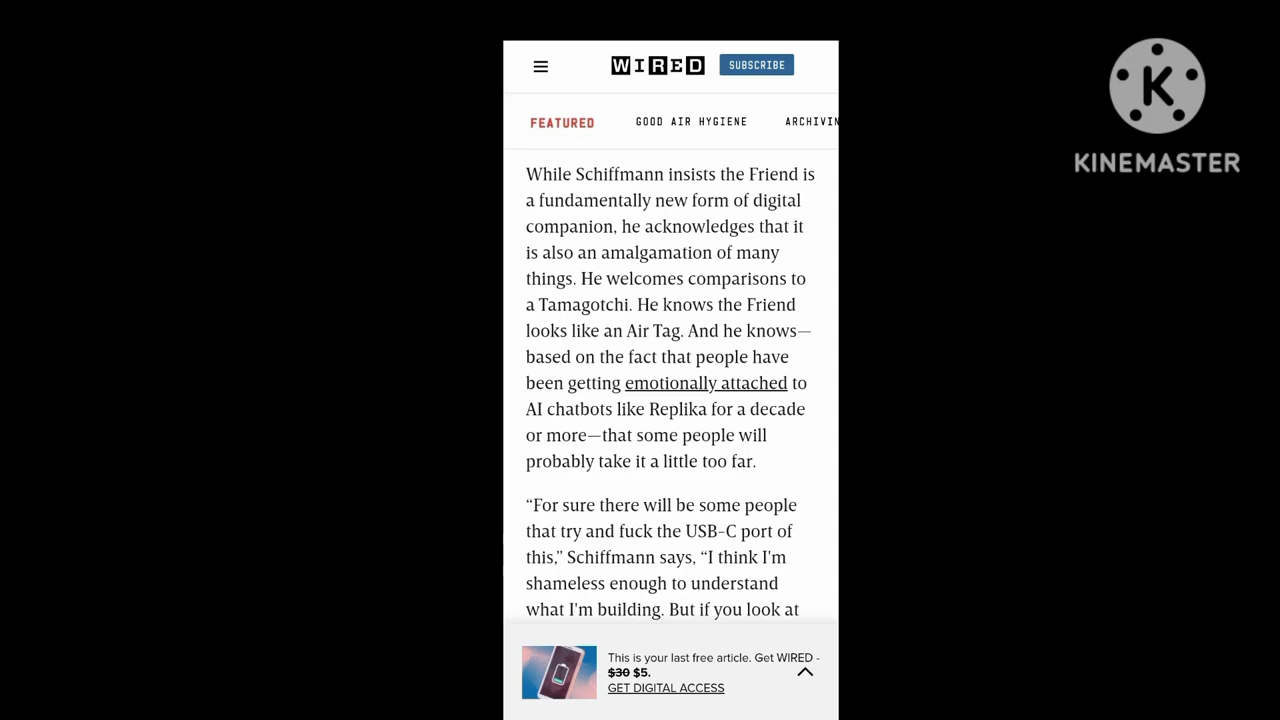 WIRED SUBSCRIBE
FEATURED GOOD AIR HYGIENE ARCHIVIN
While Schiffmann insists the Friend is
a fundamentally new form of digital
companion, he acknowledges that it
is also an amalgamation of many
things. He welcomes comparisons to
a Tamagotchi. He knows the Friend
looks like an Air Tag. And he knows—
based on the fact that people have
been getting emotionally attached to
AI chatbots like Replika for a decade
or more—that some people will
probably take it a little too far.
“For sure there will be some people
that try and fuck the USB-C port of
this,” Schiffmann says, “I think I'm
shameless enough to understand
what I'm building. But if you look at
This is your last free article. Get WIRED -
$30 $5.
GET DIGITAL ACCESS
K
KINEMASTER